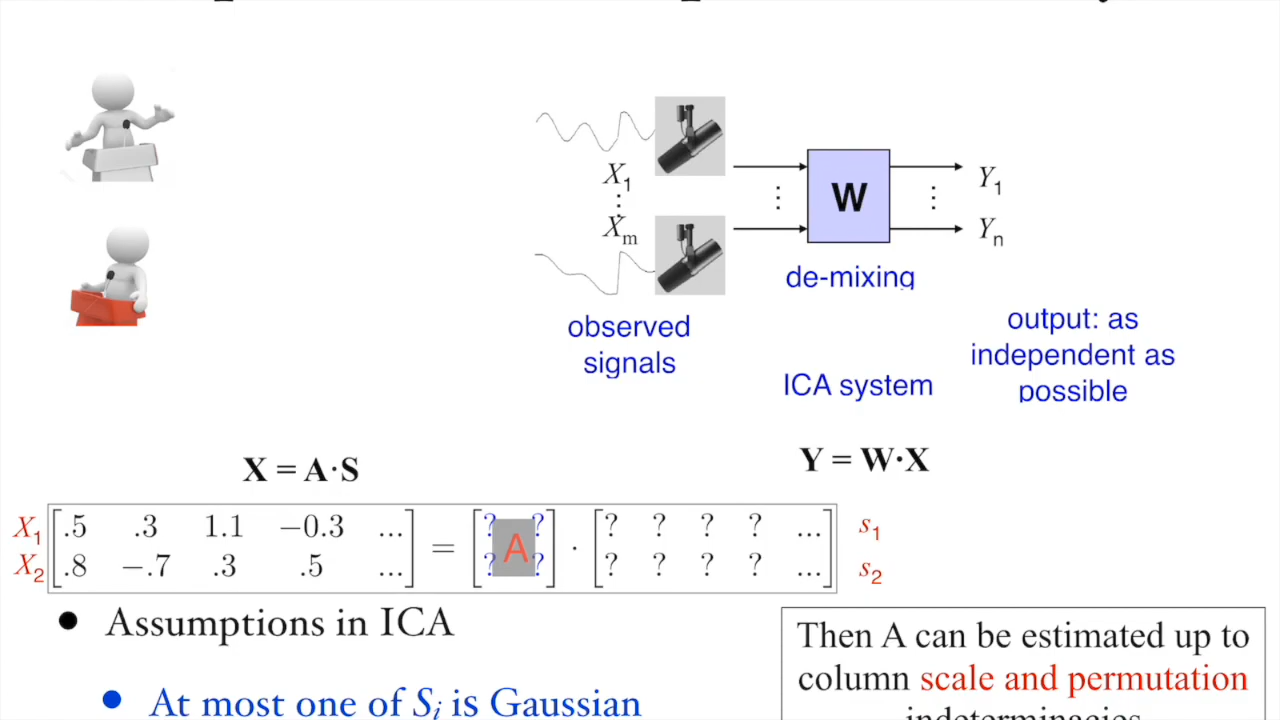 X₁
⋮
Xₘ
⋮
W
⋮
Y₁
Yₙ
de-mixing
observed
signals
output: as
independent as
possible
ICA system
X = A·S
Y = W·X
X₁ [.5 .3 1.1 −0.3 ...] = [? ?] · [? ? ? ? ...] s₁
A
X₂ [.8 −.7 .3 .5 ...] [? ?] [? ? ? ? ...] s₂
• Assumptions in ICA
• At most one of Sᵢ is Gaussian
Then A can be estimated up to
column scale and permutation
indeterminacies